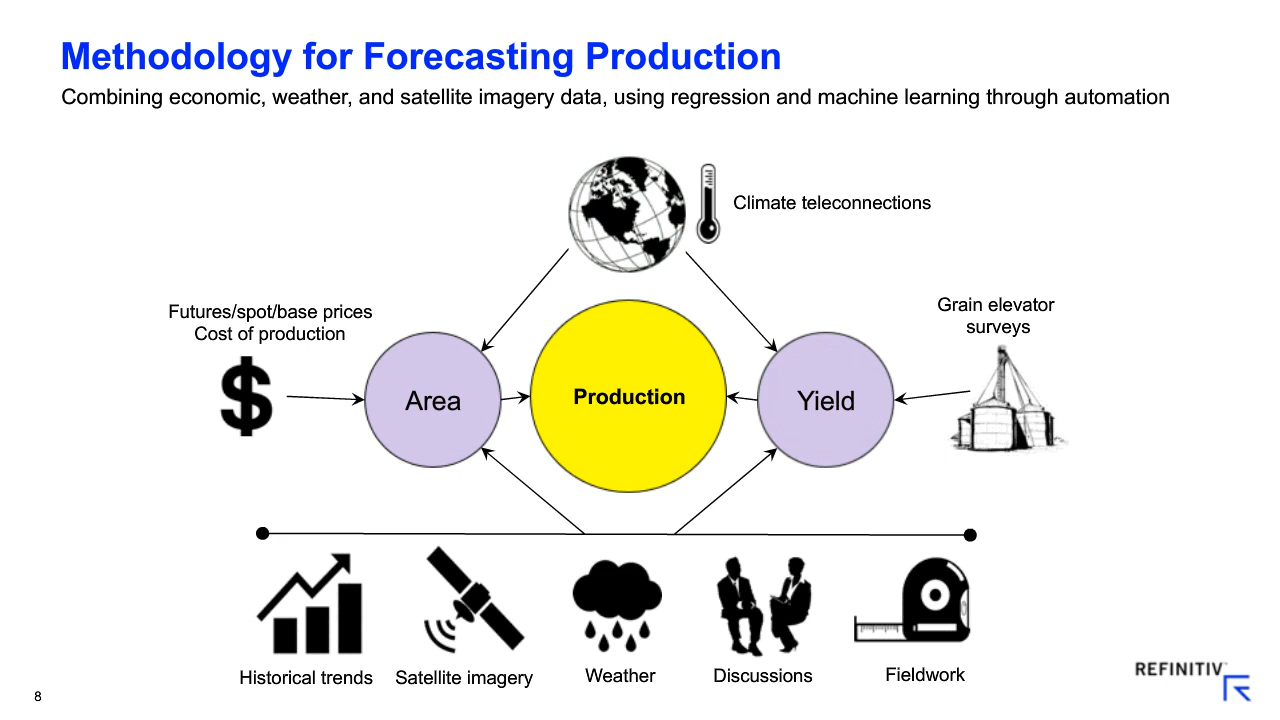 Methodology for Forecasting Production
Combining economic, weather, and satellite imagery data, using regression and machine learning through automation
Climate teleconnections
Futures/spot/base prices
Cost of production
Grain elevator
surveys
$
Area
Production
Yield
Historical trends
Satellite imagery
Weather
Discussions
Fieldwork
REFINITIV
8